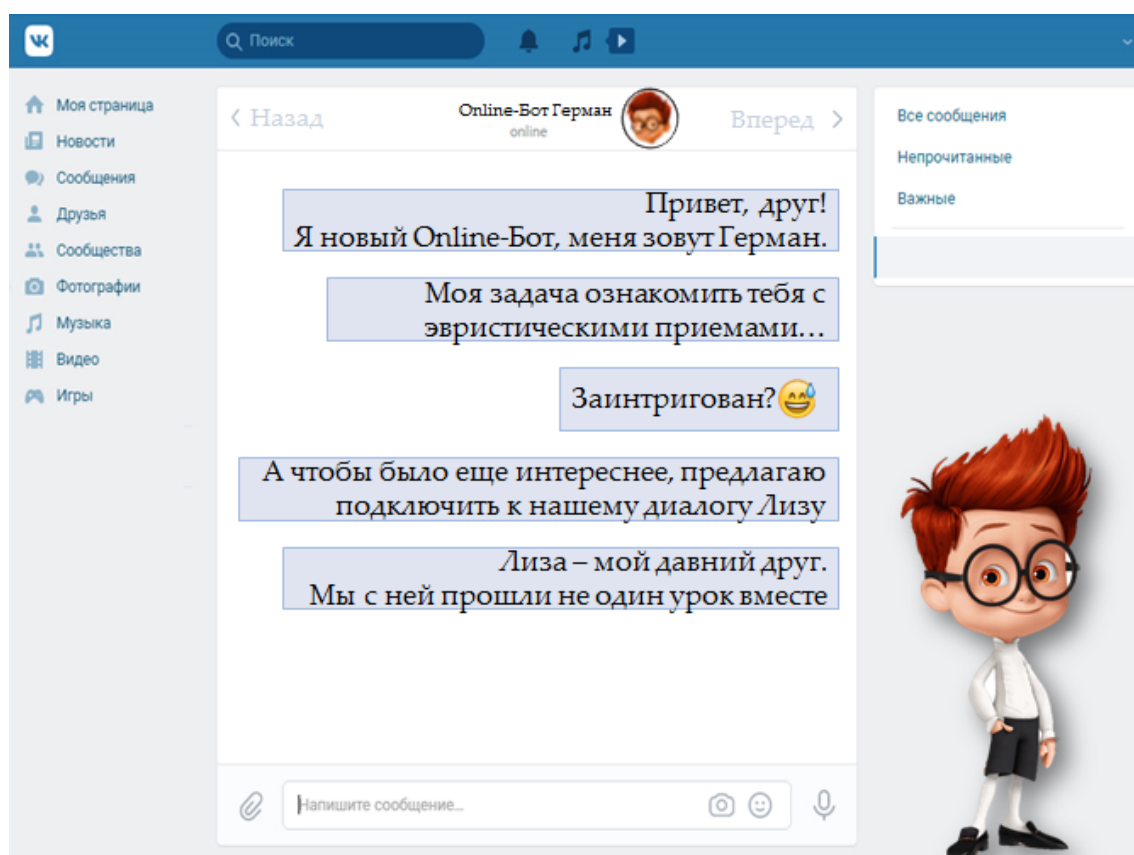 Поиск
Моя страница
Новости
Сообщения
Друзья
Сообщества
Фотографии
Музыка
Видео
Игры
Назад
Online-Бот Герман
online
Вперед
Привет, друг!
Я новый Online-Бот, меня зовут Герман.
Моя задача ознакомить тебя с
эвристическими приемами…
Заинтригован?😅
А чтобы было еще интереснее, предлагаю
подключить к нашему диалогу Лизу
Лиза – мой давний друг.
Мы с ней прошли не один урок вместе
Напишите сообщение...
Все сообщения
Непрочитанные
Важные